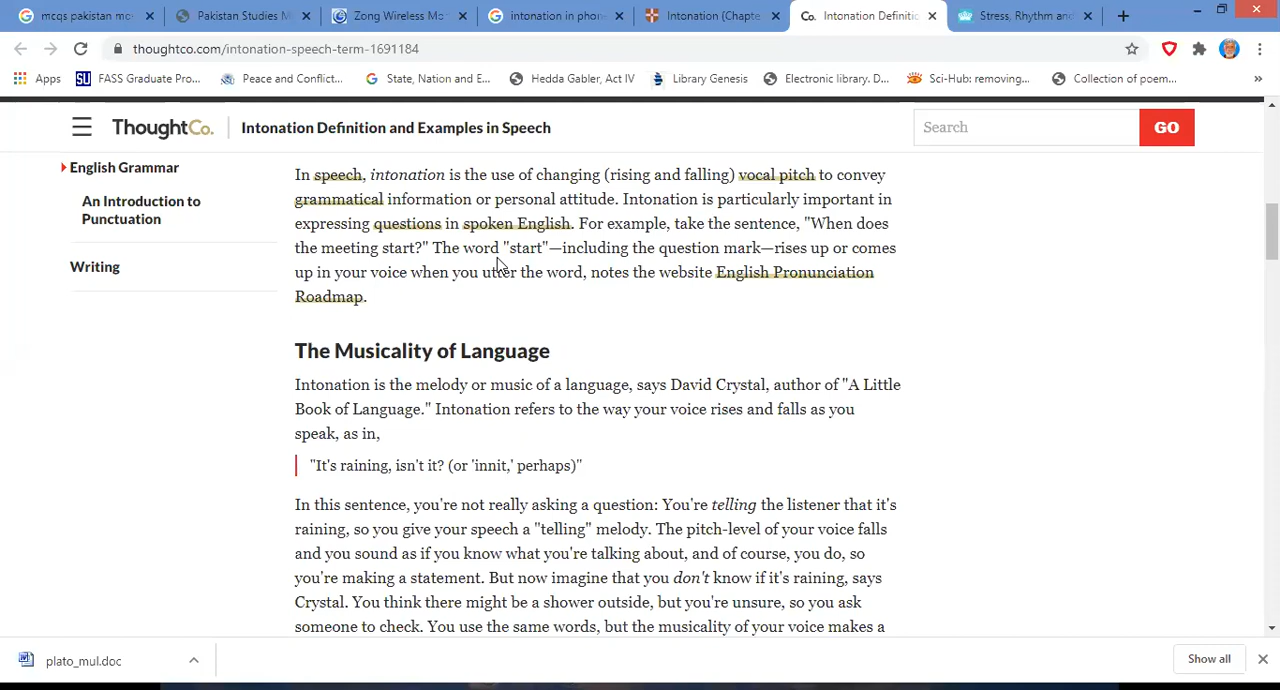 mcqs pakistan mo
Pakistan Studies M
Zong Wireless Mo
intonation in phon
Intonation (Chapte
Co. Intonation Definiti
Stress, Rhythm and
thoughtco.com/intonation-speech-term-1691184
Apps
SU FASS Graduate Pro...
Peace and Conflict...
State, Nation and E...
Hedda Gabler, Act IV
Library Genesis
Electronic library. D...
Sci-Hub: removing...
Collection of poem...
»
ThoughtCo.
Intonation Definition and Examples in Speech
Search
GO
English Grammar
An Introduction to
Punctuation
Writing
In speech, intonation is the use of changing (rising and falling) vocal pitch to convey
grammatical information or personal attitude. Intonation is particularly important in
expressing questions in spoken English. For example, take the sentence, "When does
the meeting start?" The word "start"—including the question mark—rises up or comes
up in your voice when you utter the word, notes the website English Pronunciation
Roadmap.
The Musicality of Language
Intonation is the melody or music of a language, says David Crystal, author of "A Little
Book of Language." Intonation refers to the way your voice rises and falls as you
speak, as in,
"It's raining, isn't it? (or 'innit,' perhaps)"
In this sentence, you're not really asking a question: You're telling the listener that it's
raining, so you give your speech a "telling" melody. The pitch-level of your voice falls
and you sound as if you know what you're talking about, and of course, you do, so
you're making a statement. But now imagine that you don't know if it's raining, says
Crystal. You think there might be a shower outside, but you're unsure, so you ask
someone to check. You use the same words, but the musicality of your voice makes a
plato_mul.doc
Show all